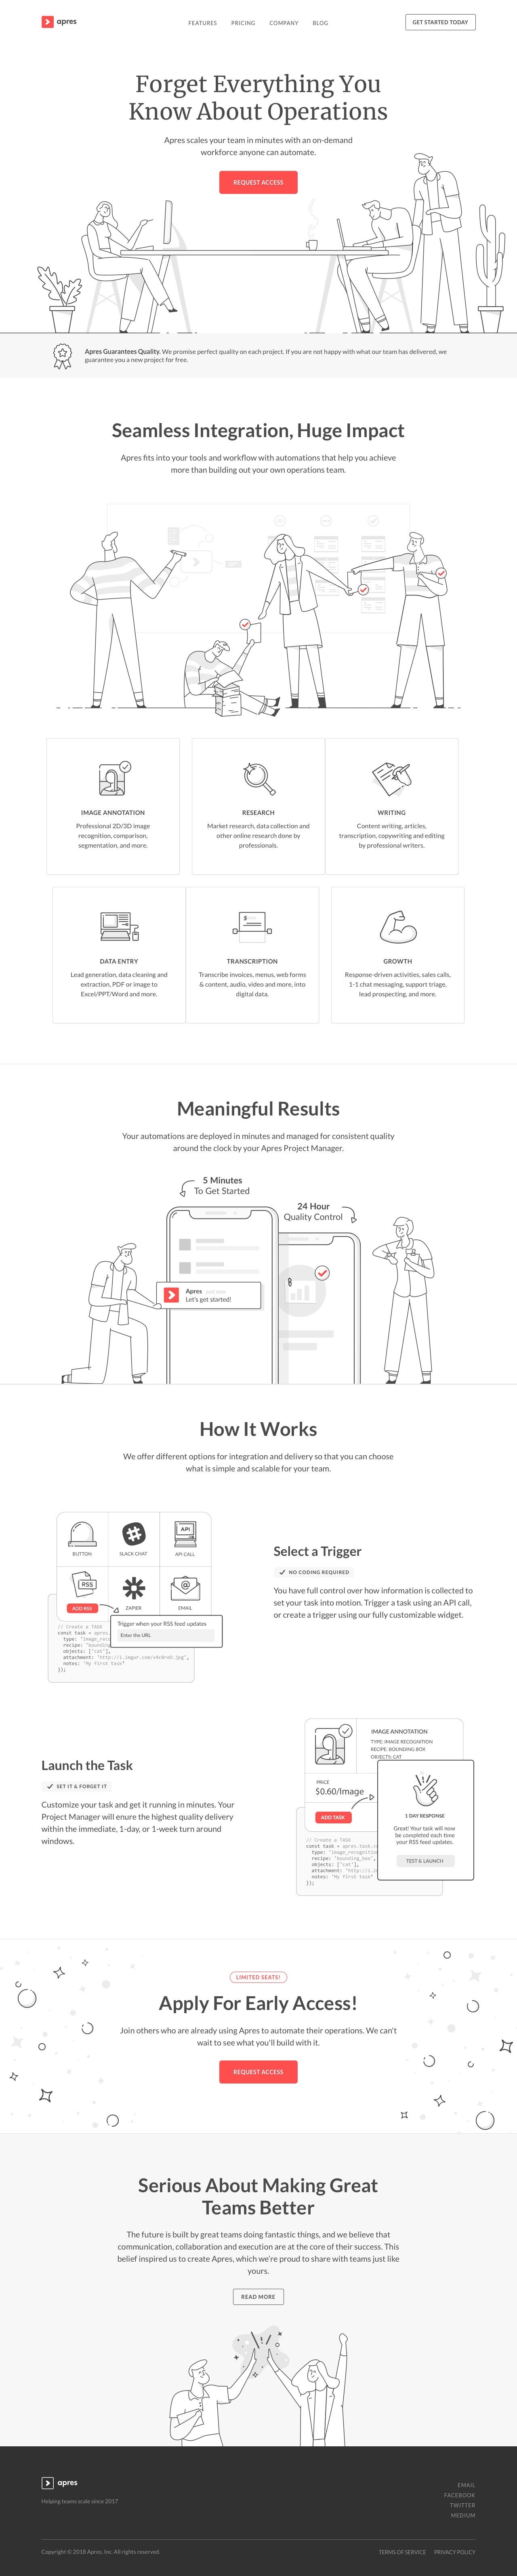 apres
FEATURES PRICING COMPANY BLOG
GET STARTED TODAY
Forget Everything You
Know About Operations
Apres scales your team in minutes with an on-demand
workforce anyone can automate.
REQUEST ACCESS
Apres Guarantees Quality. We promise perfect quality on each project. If you are not happy with what our team has delivered, we
guarantee you a new project for free.
Seamless Integration, Huge Impact
Apres fits into your tools and workflow with automations that help you achieve
more than building out your own operations team.
IMAGE ANNOTATION
Professional 2D/3D image
recognition, comparison,
segmentation, and more.
RESEARCH
Market research, data collection and
other online research done by
professionals.
WRITING
Content writing, articles,
transcription, copywriting and editing
by professional writers.
DATA ENTRY
Lead generation, data cleaning and
extraction, PDF or image to
Excel/PPT/Word and more.
$
TRANSCRIPTION
Transcribe invoices, menus, web forms
& content, audio, video and more, into
digital data.
GROWTH
Response-driven activities, sales calls,
1-1 chat messaging, support triage,
lead prospecting, and more.
Meaningful Results
Your automations are deployed in minutes and managed for consistent quality
around the clock by your Apres Project Manager.
5 Minutes
To Get Started
24 Hour
Quality Control
Apres just now
Let's get started!
How It Works
We offer different options for integration and delivery so that you can choose
what is simple and scalable for your team.
BUTTON
SLACK CHAT
API
API CALL
RSS
ADD RSS
ZAPIER
@
EMAIL
Trigger when your RSS feed updates
Enter the URL
// Create a TASK
const task = apres.
type: "image_reco
recipe: "bounding
objects: ["cat"],
attachment: "http://i.imgur.com/v4cBro0.jpg",
notes: "My first task"
});
Select a Trigger
NO CODING REQUIRED
You have full control over how information is collected to
set your task into motion. Trigger a task using an API call,
or create a trigger using our fully customizable widget.
Launch the Task
SET IT & FORGET IT
Customize your task and get it running in minutes. Your
Project Manager will enure the highest quality delivery
within the immediate, 1-day, or 1-week turn around
windows.
IMAGE ANNOTATION
TYPE: IMAGE RECOGNITION
RECIPE: BOUNDING BOX
OBJECTS: CAT
PRICE
$0.60/Image
ADD TASK
1 DAY RESPONSE
Great! Your task will now
be completed each time
your RSS feed updates.
TEST & LAUNCH
// Create a TASK
const task = apres.task.c
type: "image_recognition
recipe: "bounding_box",
objects: ["cat"],
attachment: "http://i.i
notes: "My first task"
});
LIMITED SEATS!
Apply For Early Access!
Join others who are already using Apres to automate their operations. We can't
wait to see what you'll build with it.
REQUEST ACCESS
Serious About Making Great
Teams Better
The future is built by great teams doing fantastic things, and we believe that
communication, collaboration and execution are at the core of their success. This
belief inspired us to create Apres, which we're proud to share with teams just like
yours.
READ MORE
apres
Helping teams scale since 2017
EMAIL
FACEBOOK
TWITTER
MEDIUM
Copyright © 2018 Apres, Inc. All rights reserved.
TERMS OF SERVICE PRIVACY POLICY